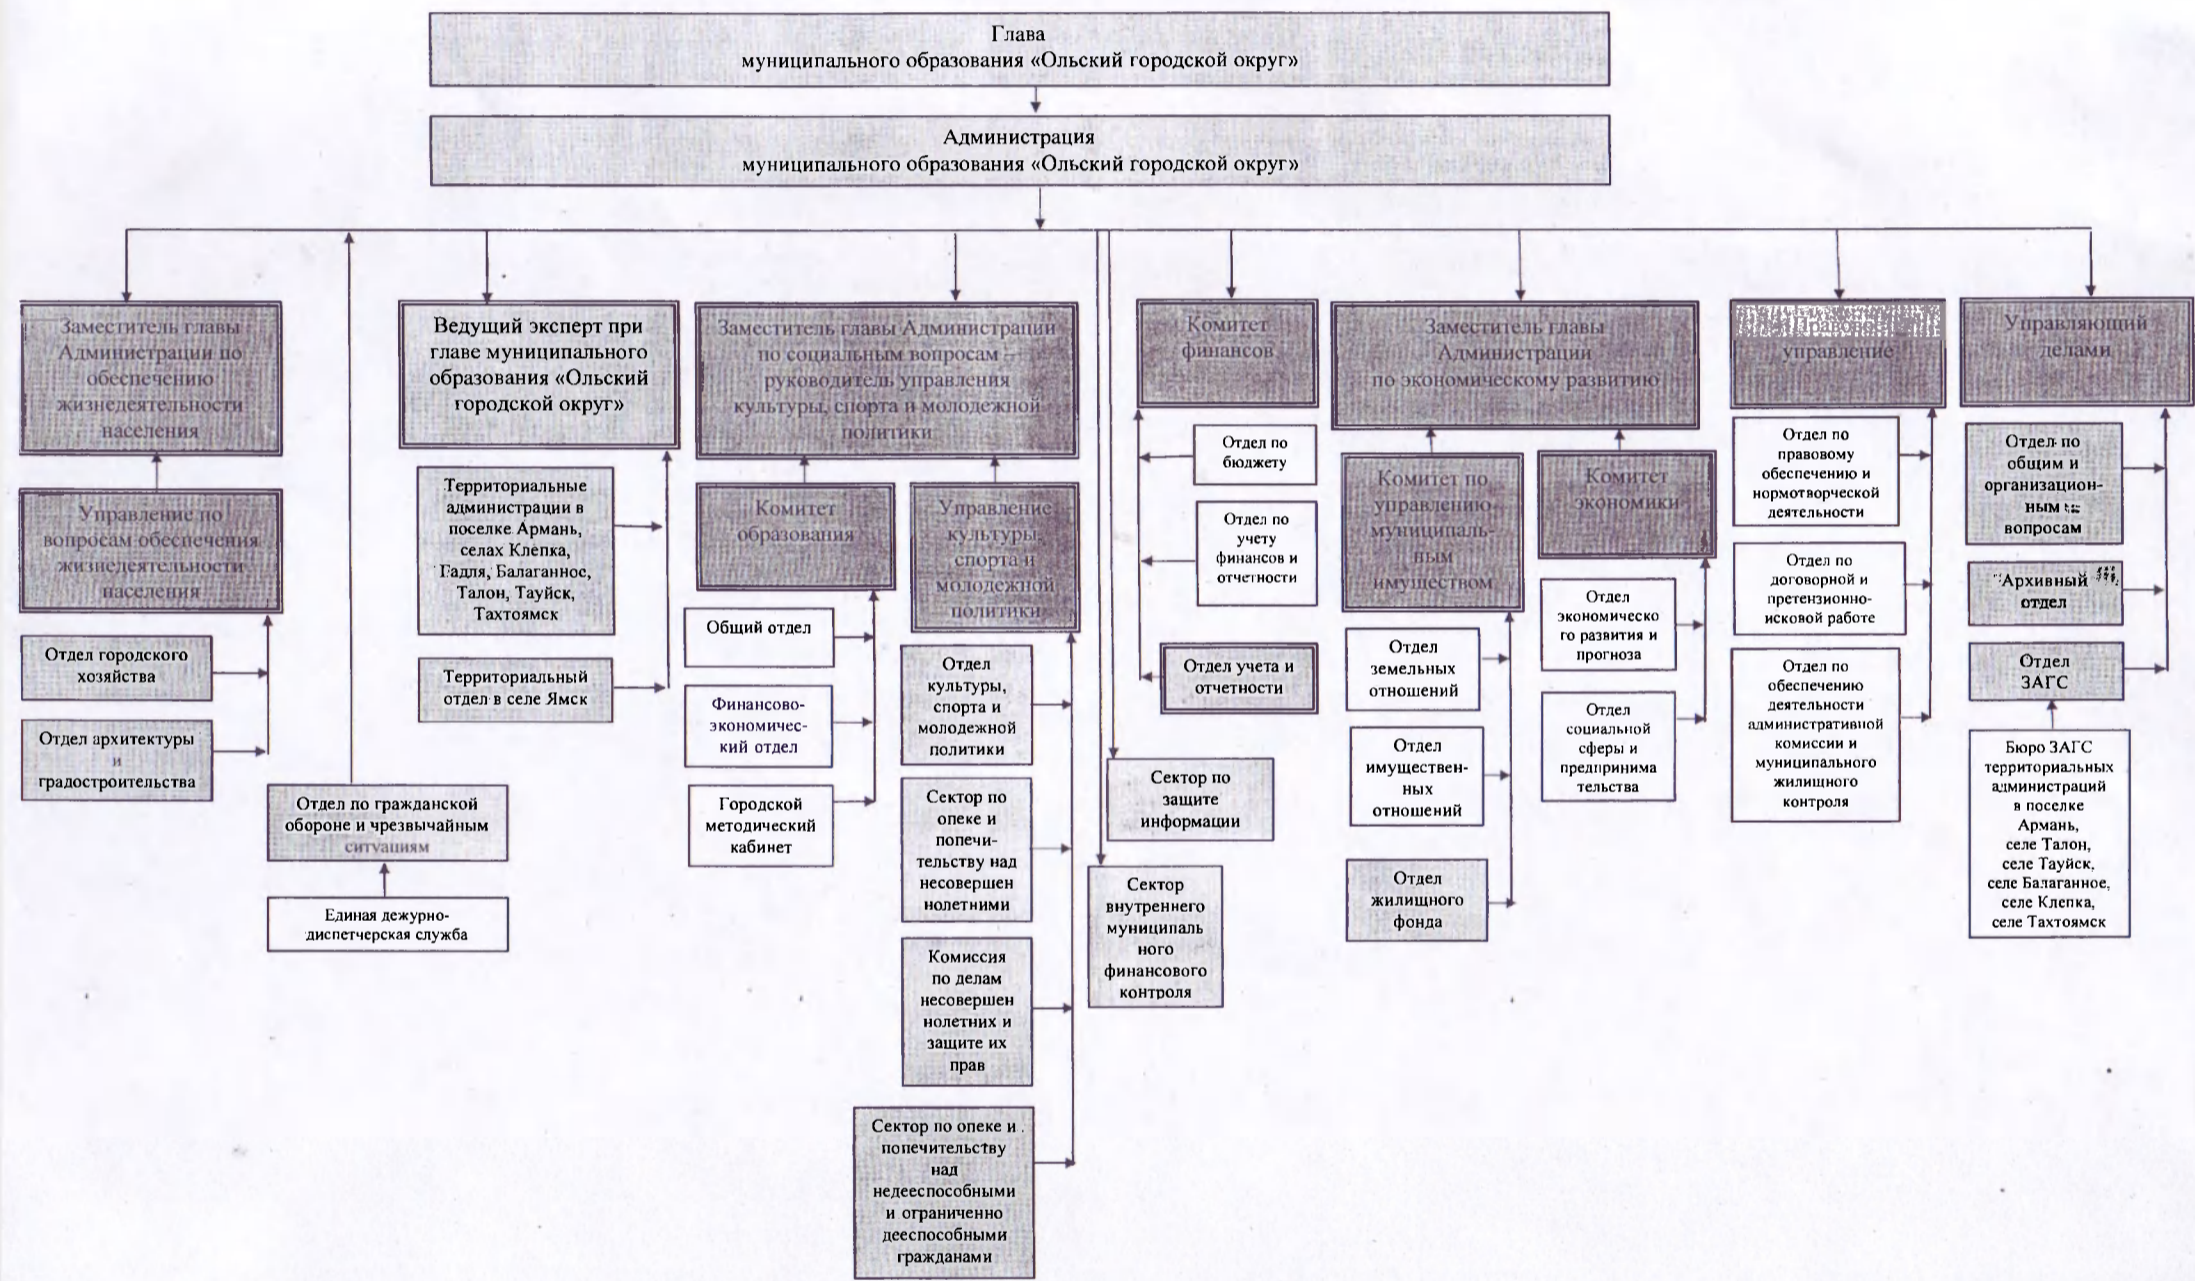 Глава
муниципального образования «Ольский городской округ»
Администрация
муниципального образования «Ольский городской округ»
Заместитель главы
Администрации по
обеспечению
жизнедеятельности
населения
Управление по
вопросам обеспечения
жизнедеятельности
населения
Отдел городского
хозяйства
Отдел архитектуры
и
градостроительства
Отдел по гражданской
обороне и чрезвычайным
ситуациям
Единая дежурно-
диспетчерская служба
Ведущий эксперт при
главе муниципального
образования «Ольский
городской округ»
Территориальные
администрации в
поселке Армань,
селах Клепка,
Гадля, Балаганное,
Талон, Тауйск,
Тахтоямск
Территориальный
отдел в селе Ямск
Заместитель главы Администрации
по социальным вопросам –
руководитель управления
культуры, спорта и молодежной
политики
Комитет
образования
Общий отдел
Финансово-
экономичес-
кий отдел
Городской
методический
кабинет
Управление
культуры,
спорта и
молодежной
политики
Отдел
культуры,
спорта и
молодежной
политики
Сектор по
опеке и
попечи-
тельству над
несовершен
нолетними
Комиссия
по делам
несовершен
нолетних и
защите их
прав
Сектор по опеке и
попечительству
над
недееспособными
и ограниченно
дееспособными
гражданами
Сектор по
защите
информации
Сектор
внутреннего
муниципаль
ного
финансового
контроля
Комитет
финансов
Отдел по
бюджету
Отдел по
учету
финансов и
отчетности
Отдел учета и
отчетности
Заместитель главы
Администрации
по экономическому развитию
Комитет по
управлению
муниципаль-
ным
имуществом
Отдел
земельных
отношений
Отдел
имуществен-
ных
отношений
Отдел
жилищного
фонда
Комитет
экономики
Отдел
экономическо
го развития и
прогноза
Отдел
социальной
сферы и
предпринима
тельства
Правовое
управление
Отдел по
правовому
обеспечению и
нормотворческой
деятельности
Отдел по
договорной и
претензионно-
исковой работе
Отдел по
обеспечению
деятельности
административной
комиссии и
муниципального
жилищного
контроля
Управляющий
делами
Отдел по
общим и
организацион-
ным
вопросам
Архивный
отдел
Отдел
ЗАГС
Бюро ЗАГС
территориальных
администраций
в поселке
Армань,
селе Талон,
селе Тауйск,
селе Балаганное,
селе Клепка,
селе Тахтоямск